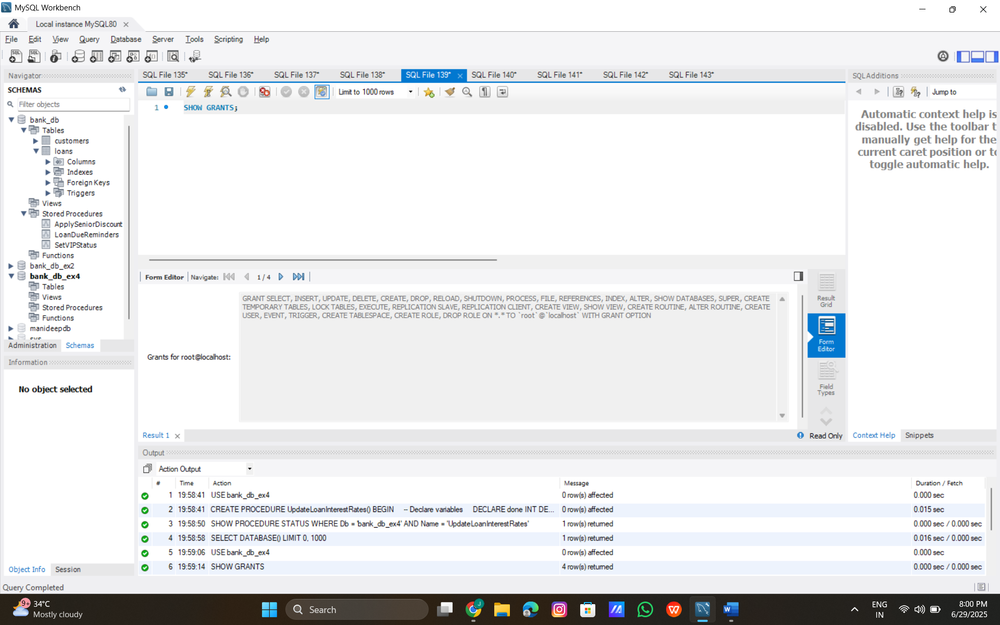 MySQL Workbench
Local instance MySQL80
File Edit View Query Database Server Tools Scripting Help
Navigator
SCHEMAS
Filter objects
bank_db
Tables
customers
loans
Columns
Indexes
Foreign Keys
Triggers
Views
Stored Procedures
ApplySeniorDiscount
LoanDueReminders
SetVIPStatus
Functions
bank_db_ex2
bank_db_ex4
Tables
Views
Stored Procedures
Functions
manideepdb
sys
Administration Schemas
Information
No object selected
Object Info Session
SQL File 135* SQL File 136* SQL File 137* SQL File 138* SQL File 139* SQL File 140* SQL File 141* SQL File 142* SQL File 143*
Limit to 1000 rows
1 SHOW GRANTS;
Form Editor Navigate: 1 / 4
GRANT SELECT, INSERT, UPDATE, DELETE, CREATE, DROP, RELOAD, SHUTDOWN, PROCESS, FILE, REFERENCES, INDEX, ALTER, SHOW DATABASES, SUPER, CREATE
TEMPORARY TABLES, LOCK TABLES, EXECUTE, REPLICATION SLAVE, REPLICATION CLIENT, CREATE VIEW, SHOW VIEW, CREATE ROUTINE, ALTER ROUTINE, CREATE
USER, EVENT, TRIGGER, CREATE TABLESPACE, CREATE ROLE, DROP ROLE ON *.* TO `root`@`localhost` WITH GRANT OPTION
Grants for root@localhost:
Result
Grid
Form
Editor
Field
Types
Result 1
Read Only
SQLAdditions
Jump to
Automatic context help is
disabled. Use the toolbar t
manually get help for the
current caret position or to
toggle automatic help.
Context Help Snippets
Output
Action Output
# Time Action Message Duration / Fetch
1 19:58:41 USE bank_db_ex4 0 row(s) affected 0.000 sec
2 19:58:41 CREATE PROCEDURE UpdateLoanInterestRates() BEGIN -- Declare variables DECLARE done INT DE... 0 row(s) affected 0.015 sec
3 19:58:50 SHOW PROCEDURE STATUS WHERE Db = 'bank_db_ex4' AND Name = 'UpdateLoanInterestRates' 1 row(s) returned 0.000 sec / 0.000 sec
4 19:58:58 SELECT DATABASE() LIMIT 0, 1000 1 row(s) returned 0.016 sec / 0.000 sec
5 19:59:06 USE bank_db_ex4 0 row(s) affected 0.000 sec
6 19:59:14 SHOW GRANTS 4 row(s) returned 0.000 sec / 0.000 sec
Query Completed
9+
34°C
Mostly cloudy
Search
J
ENG
IN
8:00 PM
6/29/2025